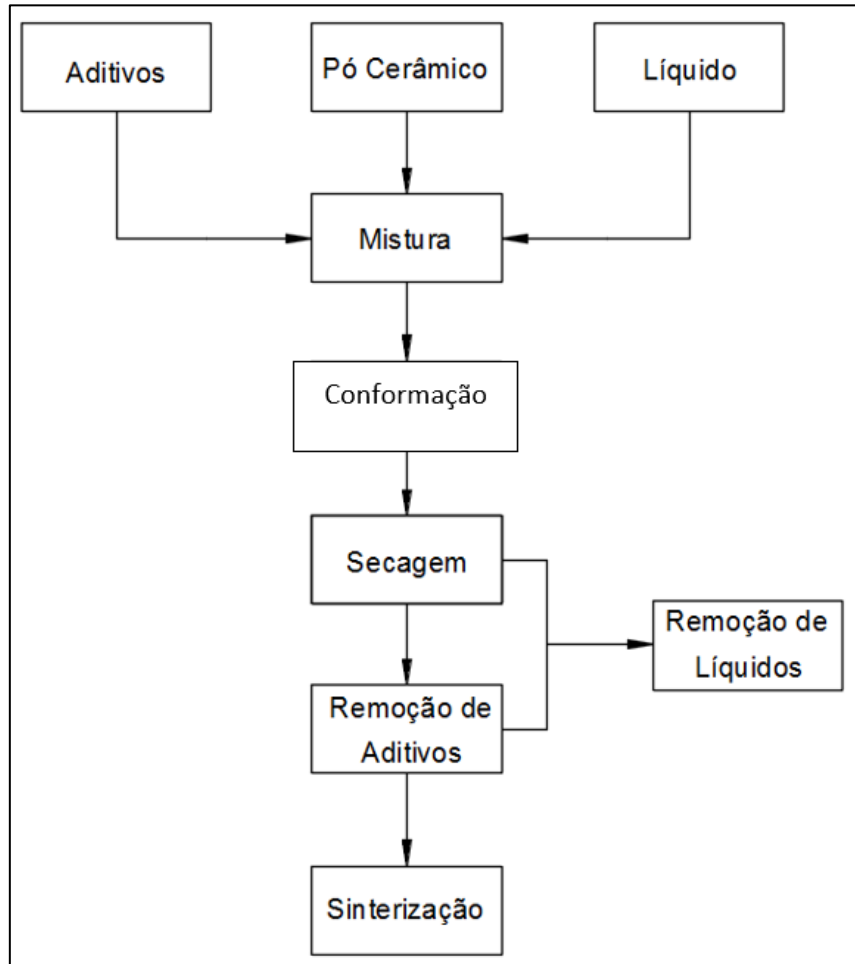 Aditivos
Pó Cerâmico
Líquido
Mistura
Conformação
Secagem
Remoção de
Líquidos
Remoção de
Aditivos
Sinterização